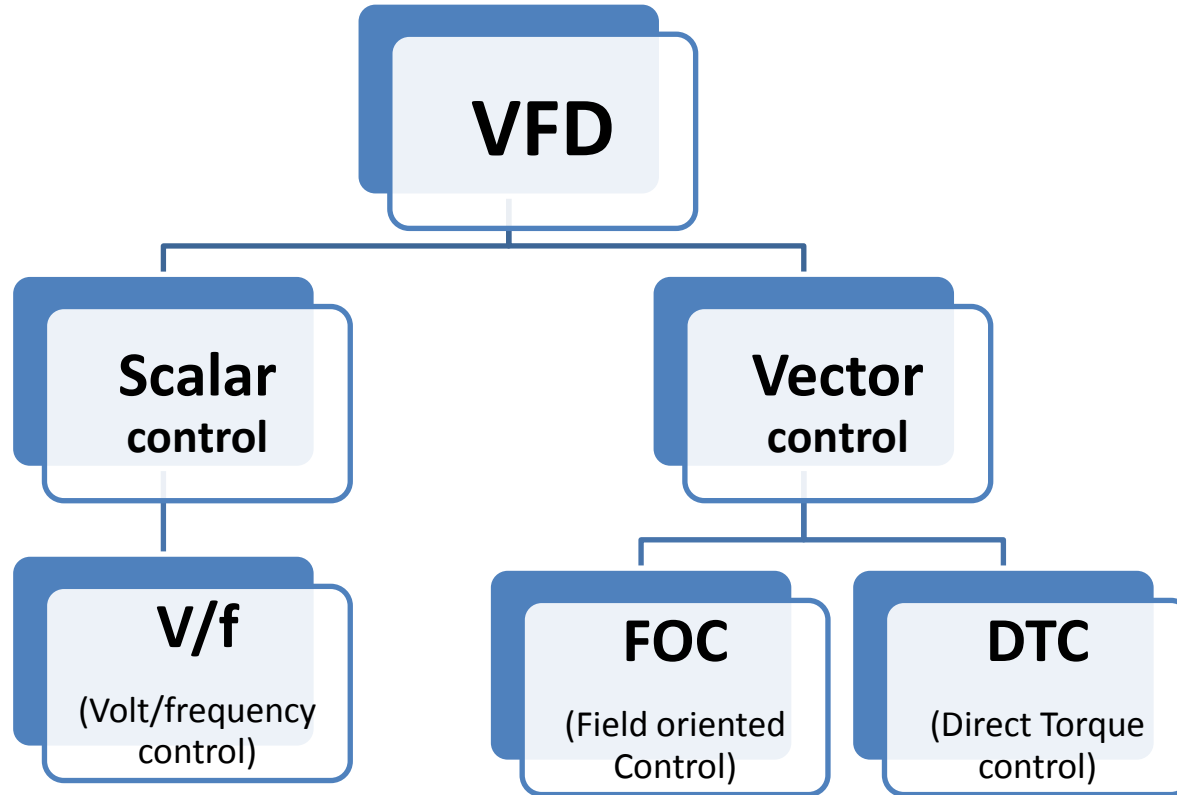 VFD
Scalar
control
Vector
control
V/f
(Volt/frequency
control)
FOC
(Field oriented
Control)
DTC
(Direct Torque
control)